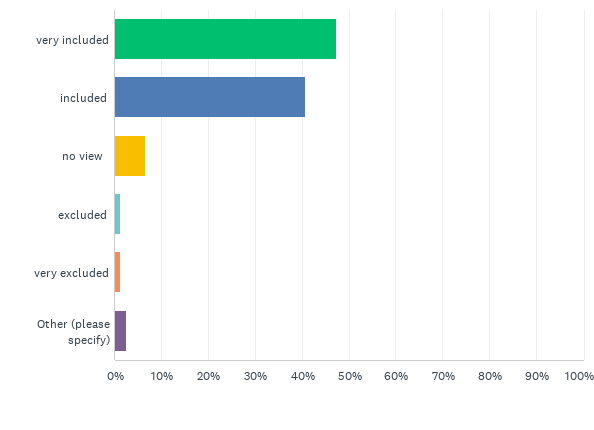 very included
included
no view
excluded
very excluded
Other (please
specify)
0% 10% 20% 30% 40% 50% 60% 70% 80% 90% 100%